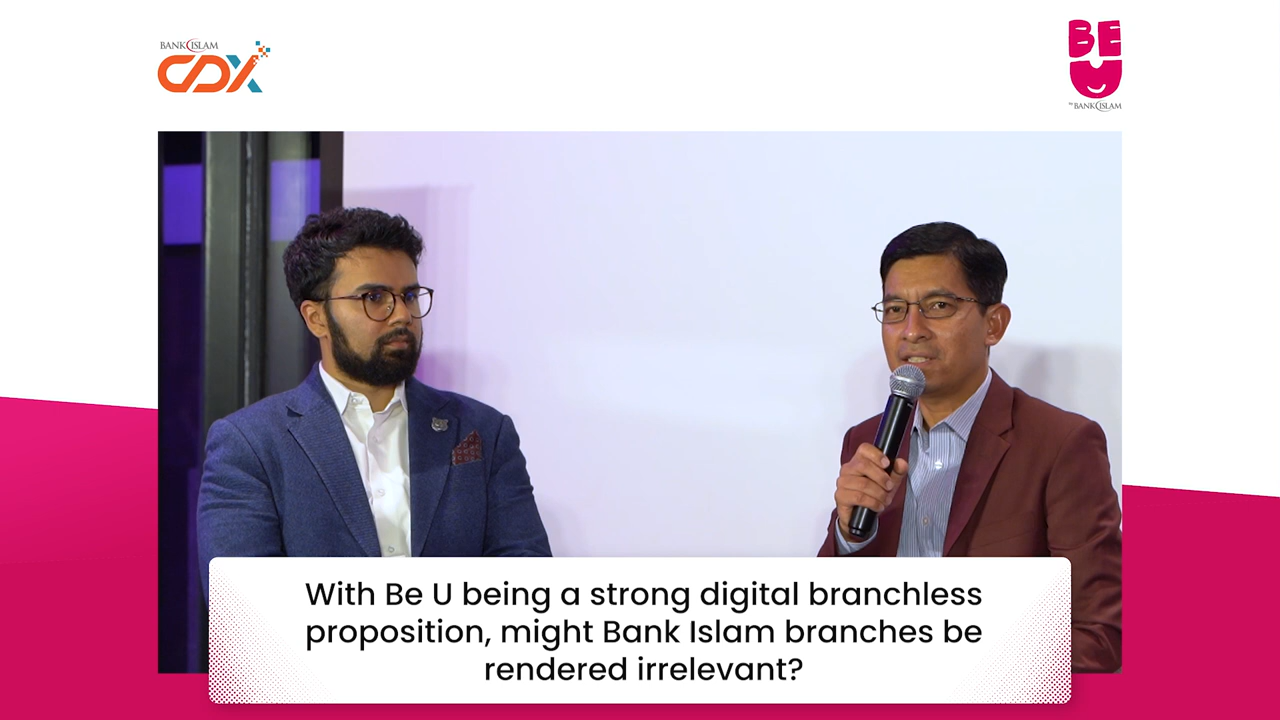 BANK ISLAM
CDX
BE
U
by BANK ISLAM
With Be U being a strong digital branchless
proposition, might Bank Islam branches be
rendered irrelevant?